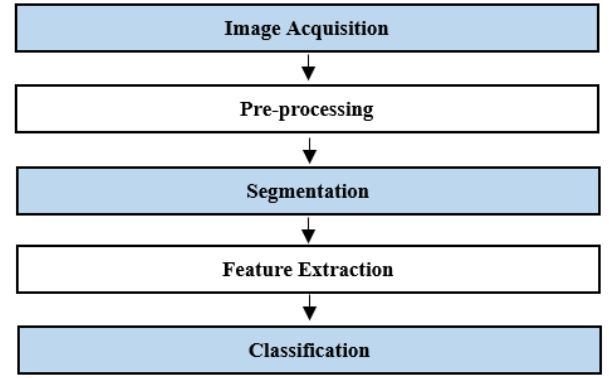 Image Acquisition
Pre-processing
Segmentation
Feature Extraction
Classification